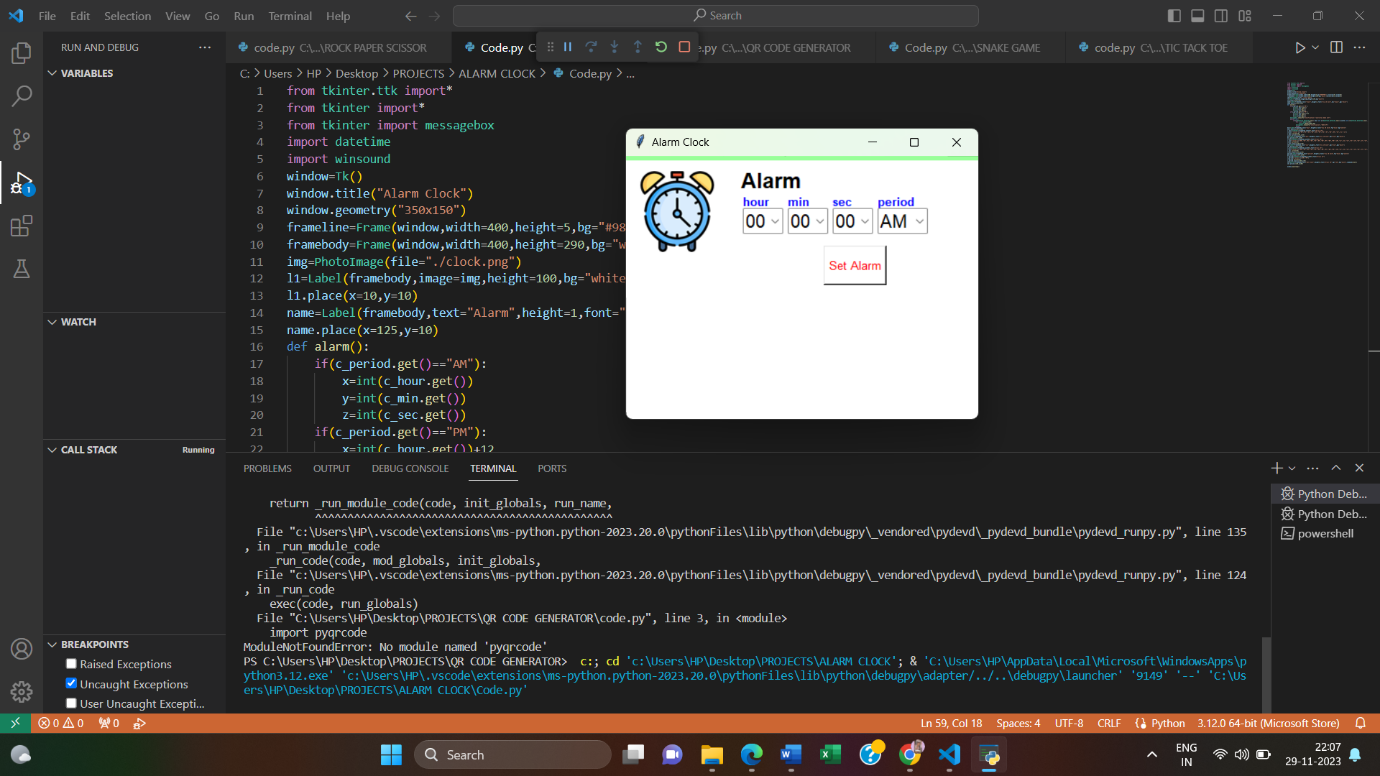 File Edit Selection View Go Run Terminal Help
Search
RUN AND DEBUG
code.py C:\...\ROCK PAPER SCISSOR
Code.py
.py C:\...\QR CODE GENERATOR
Code.py C:\...\SNAKE GAME
code.py C:\...\TIC TACK TOE
VARIABLES
C: > Users > HP > Desktop > PROJECTS > ALARM CLOCK > Code.py > ...
1 from tkinter.ttk import*
2 from tkinter import*
3 from tkinter import messagebox
4 import datetime
5 import winsound
6 window=Tk()
7 window.title("Alarm Clock")
8 window.geometry("350x150")
9 frameline=Frame(window,width=400,height=5,bg="#98
10 framebody=Frame(window,width=400,height=290,bg="w
11 img=PhotoImage(file="./clock.png")
12 l1=Label(framebody,image=img,height=100,bg="white
13 l1.place(x=10,y=10)
14 name=Label(framebody,text="Alarm",height=1,font="
15 name.place(x=125,y=10)
16 def alarm():
17 if(c_period.get()=="AM"):
18 x=int(c_hour.get())
19 y=int(c_min.get())
20 z=int(c_sec.get())
21 if(c_period.get()=="PM"):
22 x=int(c_hour.get())+12
Alarm Clock
Alarm
hour min sec period
00 00 00 AM
Set Alarm
WATCH
CALL STACK Running
BREAKPOINTS
Raised Exceptions
Uncaught Exceptions
User Uncaught Excepti...
PROBLEMS OUTPUT DEBUG CONSOLE TERMINAL PORTS
return _run_module_code(code, init_globals, run_name,
^^^^^^^^^^^^^^^^^^^^^^^^^^^^^^^^^^^^^^^^^^^^^^
File "c:\Users\HP\.vscode\extensions\ms-python.python-2023.20.0\pythonFiles\lib\python\debugpy\_vendored\pydevd\_pydevd_bundle\pydevd_runpy.py", line 135
, in _run_module_code
_run_code(code, mod_globals, init_globals,
File "c:\Users\HP\.vscode\extensions\ms-python.python-2023.20.0\pythonFiles\lib\python\debugpy\_vendored\pydevd\_pydevd_bundle\pydevd_runpy.py", line 124
, in _run_code
exec(code, run_globals)
File "C:\Users\HP\Desktop\PROJECTS\QR CODE GENERATOR\code.py", line 3, in <module>
import pyqrcode
ModuleNotFoundError: No module named 'pyqrcode'
PS C:\Users\HP\Desktop\PROJECTS\QR CODE GENERATOR> c:; cd 'c:\Users\HP\Desktop\PROJECTS\ALARM CLOCK'; & 'C:\Users\HP\AppData\Local\Microsoft\WindowsApps\p
ython3.12.exe' 'c:\Users\HP\.vscode\extensions\ms-python.python-2023.20.0\pythonFiles\lib\python\debugpy\adapter/../..\debugpy\launcher' '9149' '--' 'C:\Us
ers\HP\Desktop\PROJECTS\ALARM CLOCK\Code.py'
Python Deb...
Python Deb...
powershell
0 0 0
Ln 59, Col 18 Spaces: 4 UTF-8 CRLF Python 3.12.0 64-bit (Microsoft Store)
Search
ENG
IN
22:07
29-11-2023